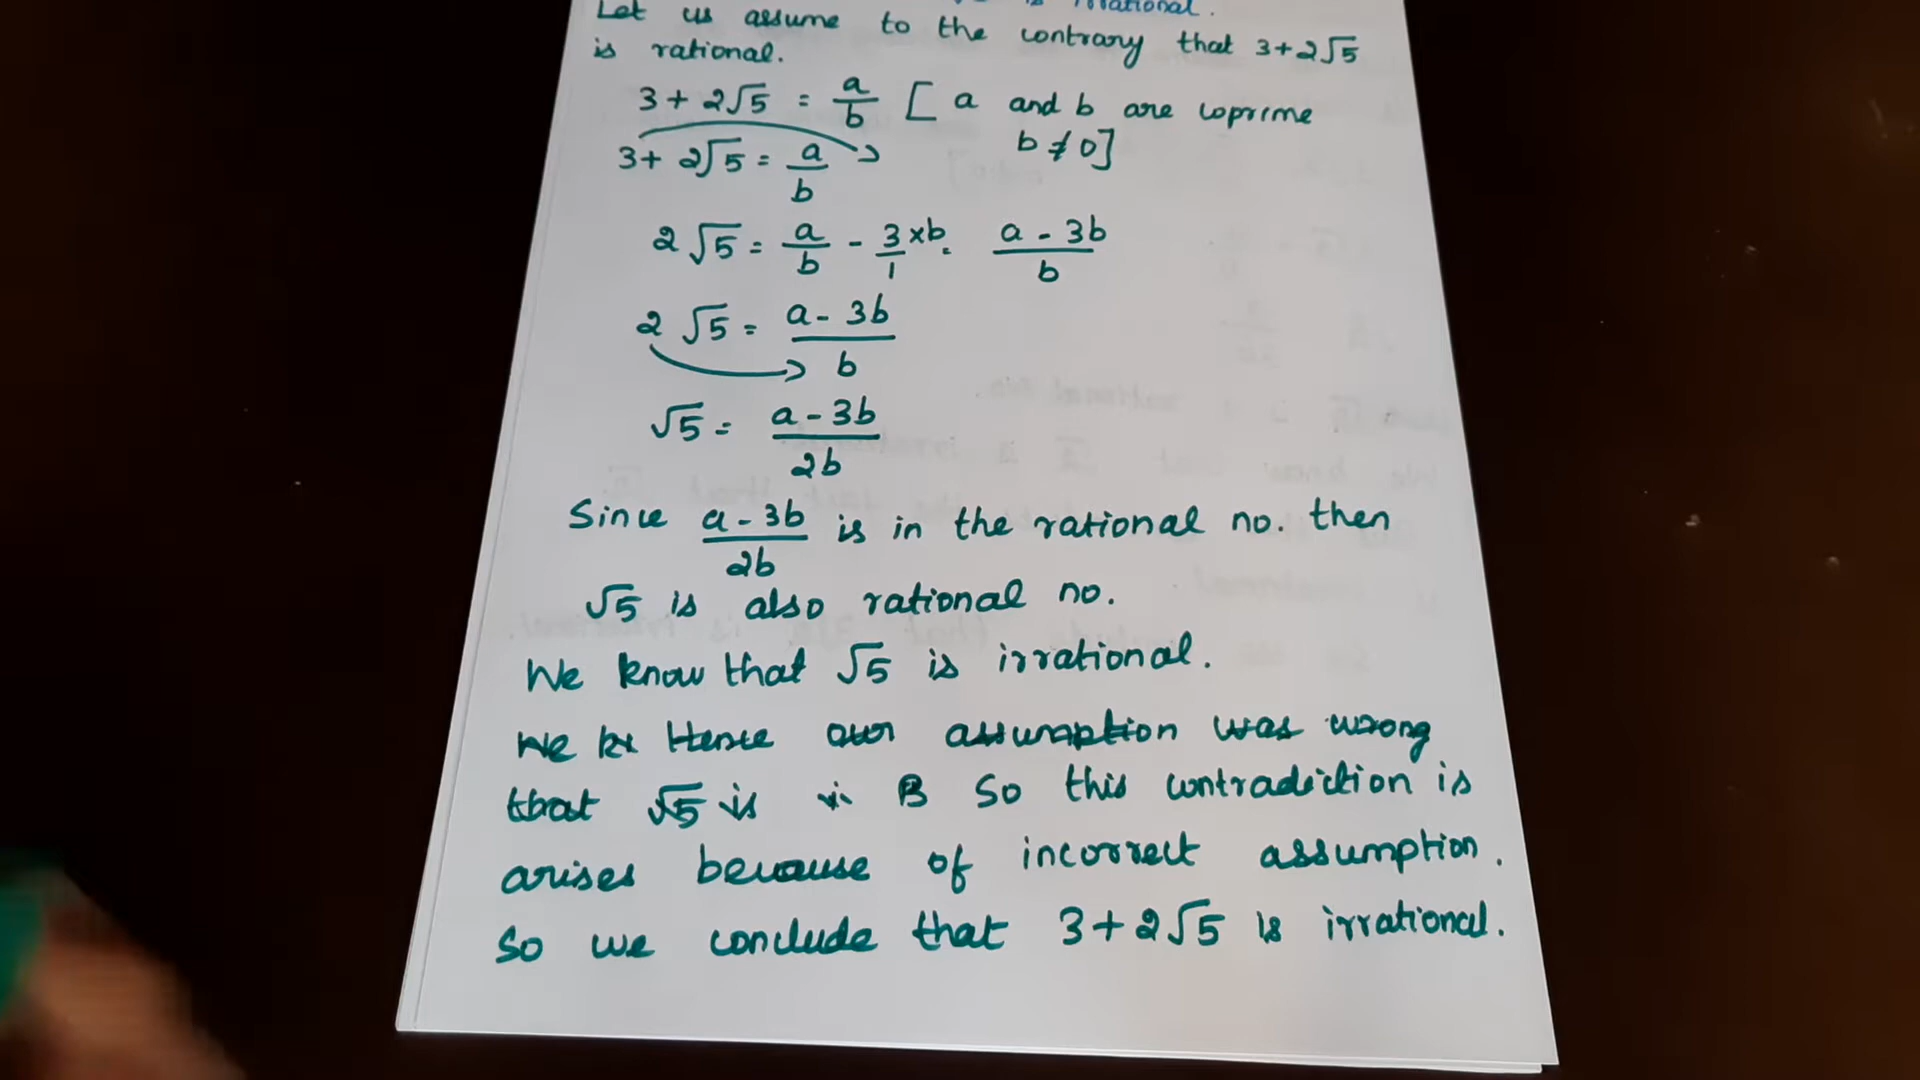 is irrational.
Let us assume to the contrary that 3+2√5
is rational.
3 + 2√5 = a/b [ a and b are coprime
b ≠ 0]
3+ 2√5 = a/b
2 √5 = a/b - 3/1 ×b = (a - 3b)/b
2 √5 = (a - 3b)/b
√5 = (a - 3b)/2b
Since (a - 3b)/2b is in the rational no. then
√5 is also rational no.
We know that √5 is irrational.
We Hence our assumption was wrong
that √5 is B So this contradiction is
arises because of incorrect assumption.
So we conclude that 3+2√5 is irrational.